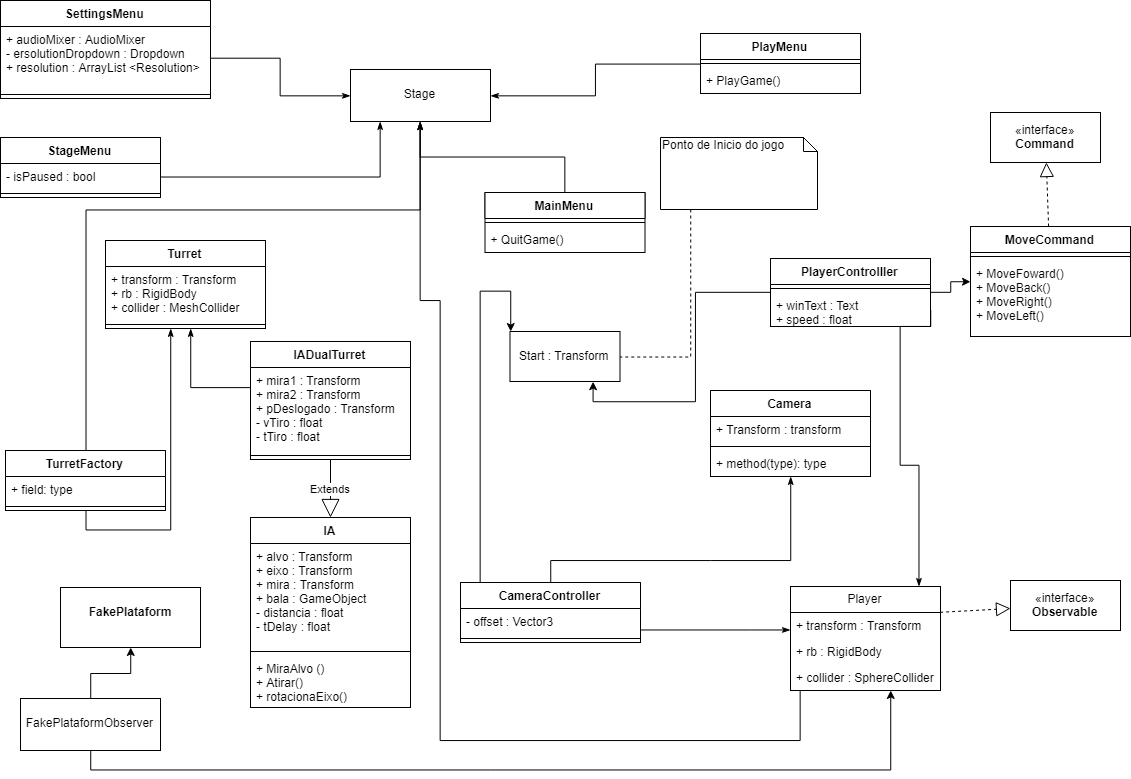 SettingsMenu
+ audioMixer : AudioMixer
- ersolutionDropdown : Dropdown
+ resolution : ArrayList <Resolution>
Stage
PlayMenu
+ PlayGame()
«interface»
Command
StageMenu
- isPaused : bool
Ponto de Inicio do jogo
MainMenu
+ QuitGame()
MoveCommand
+ MoveFoward()
+ MoveBack()
+ MoveRight()
+ MoveLeft()
Turret
+ transform : Transform
+ rb : RigidBody
+ collider : MeshCollider
PlayerControlller
+ winText : Text
+ speed : float
Start : Transform
IADualTurret
+ mira1 : Transform
+ mira2 : Transform
+ pDeslogado : Transform
- vTiro : float
- tTiro : float
Camera
+ Transform : transform
+ method(type): type
TurretFactory
+ field: type
Extends
IA
+ alvo : Transform
+ eixo : Transform
+ mira : Transform
+ bala : GameObject
- distancia : float
- tDelay : float
+ MiraAlvo ()
+ Atirar()
+ rotacionaEixo()
FakePlataform
CameraController
- offset : Vector3
Player
+ transform : Transform
+ rb : RigidBody
+ collider : SphereCollider
«interface»
Observable
FakePlataformObserver